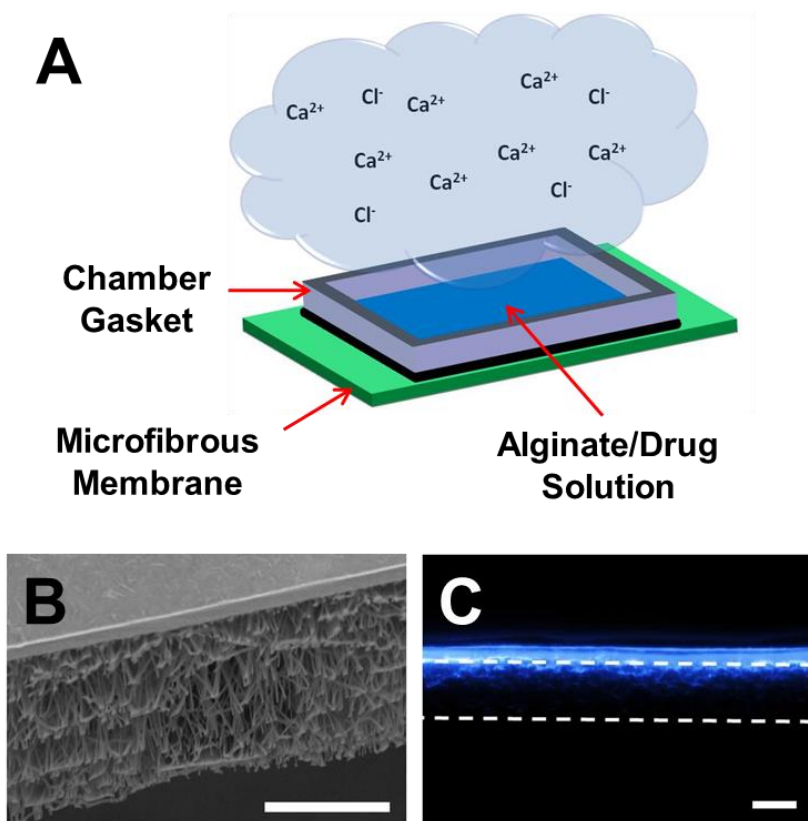 A
Ca²⁺
Cl⁻
Ca²⁺
Ca²⁺
Cl⁻
Ca²⁺
Ca²⁺
Ca²⁺
Ca²⁺
Cl⁻
Cl⁻
Chamber
Gasket
Microfibrous
Membrane
Alginate/Drug
Solution
B
C